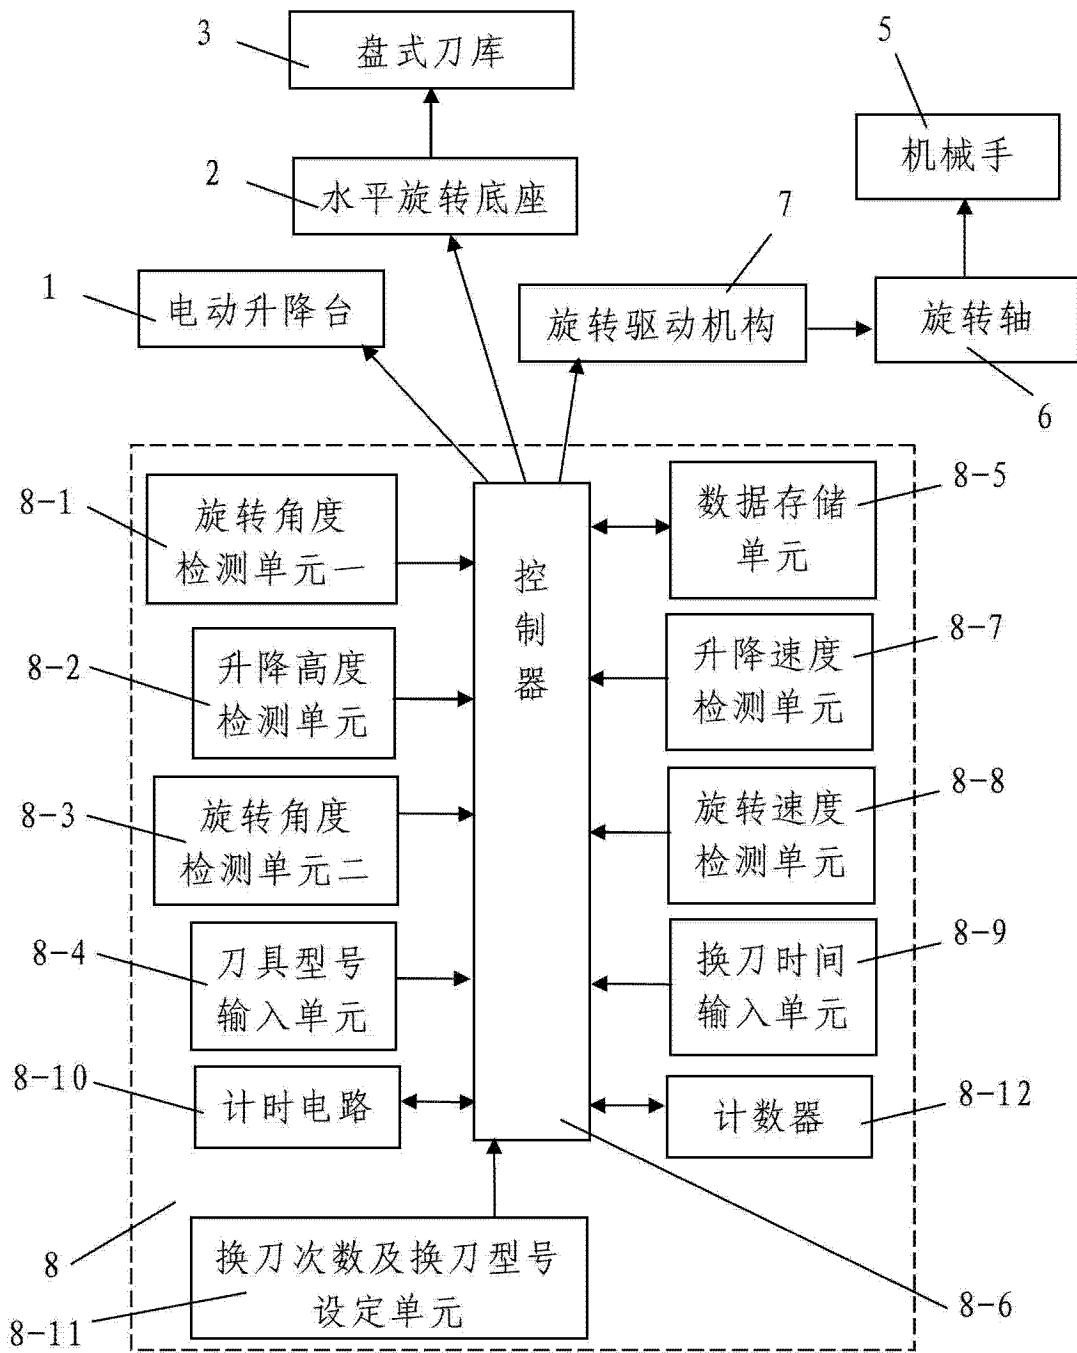 3
盘式刀库
5
机械手
2
水平旋转底座
7
1
电动升降台
旋转驱动机构
旋转轴
6
8-1
旋转角度
检测单元一
控制器
数据存储
单元
8-5
8-2
升降高度
检测单元
升降速度
检测单元
8-7
8-3
旋转角度
检测单元二
旋转速度
检测单元
8-8
8-4
刀具型号
输入单元
换刀时间
输入单元
8-9
8-10
计时电路
计数器
8-12
8
换刀次数及换刀型号
设定单元
8-11
8-6